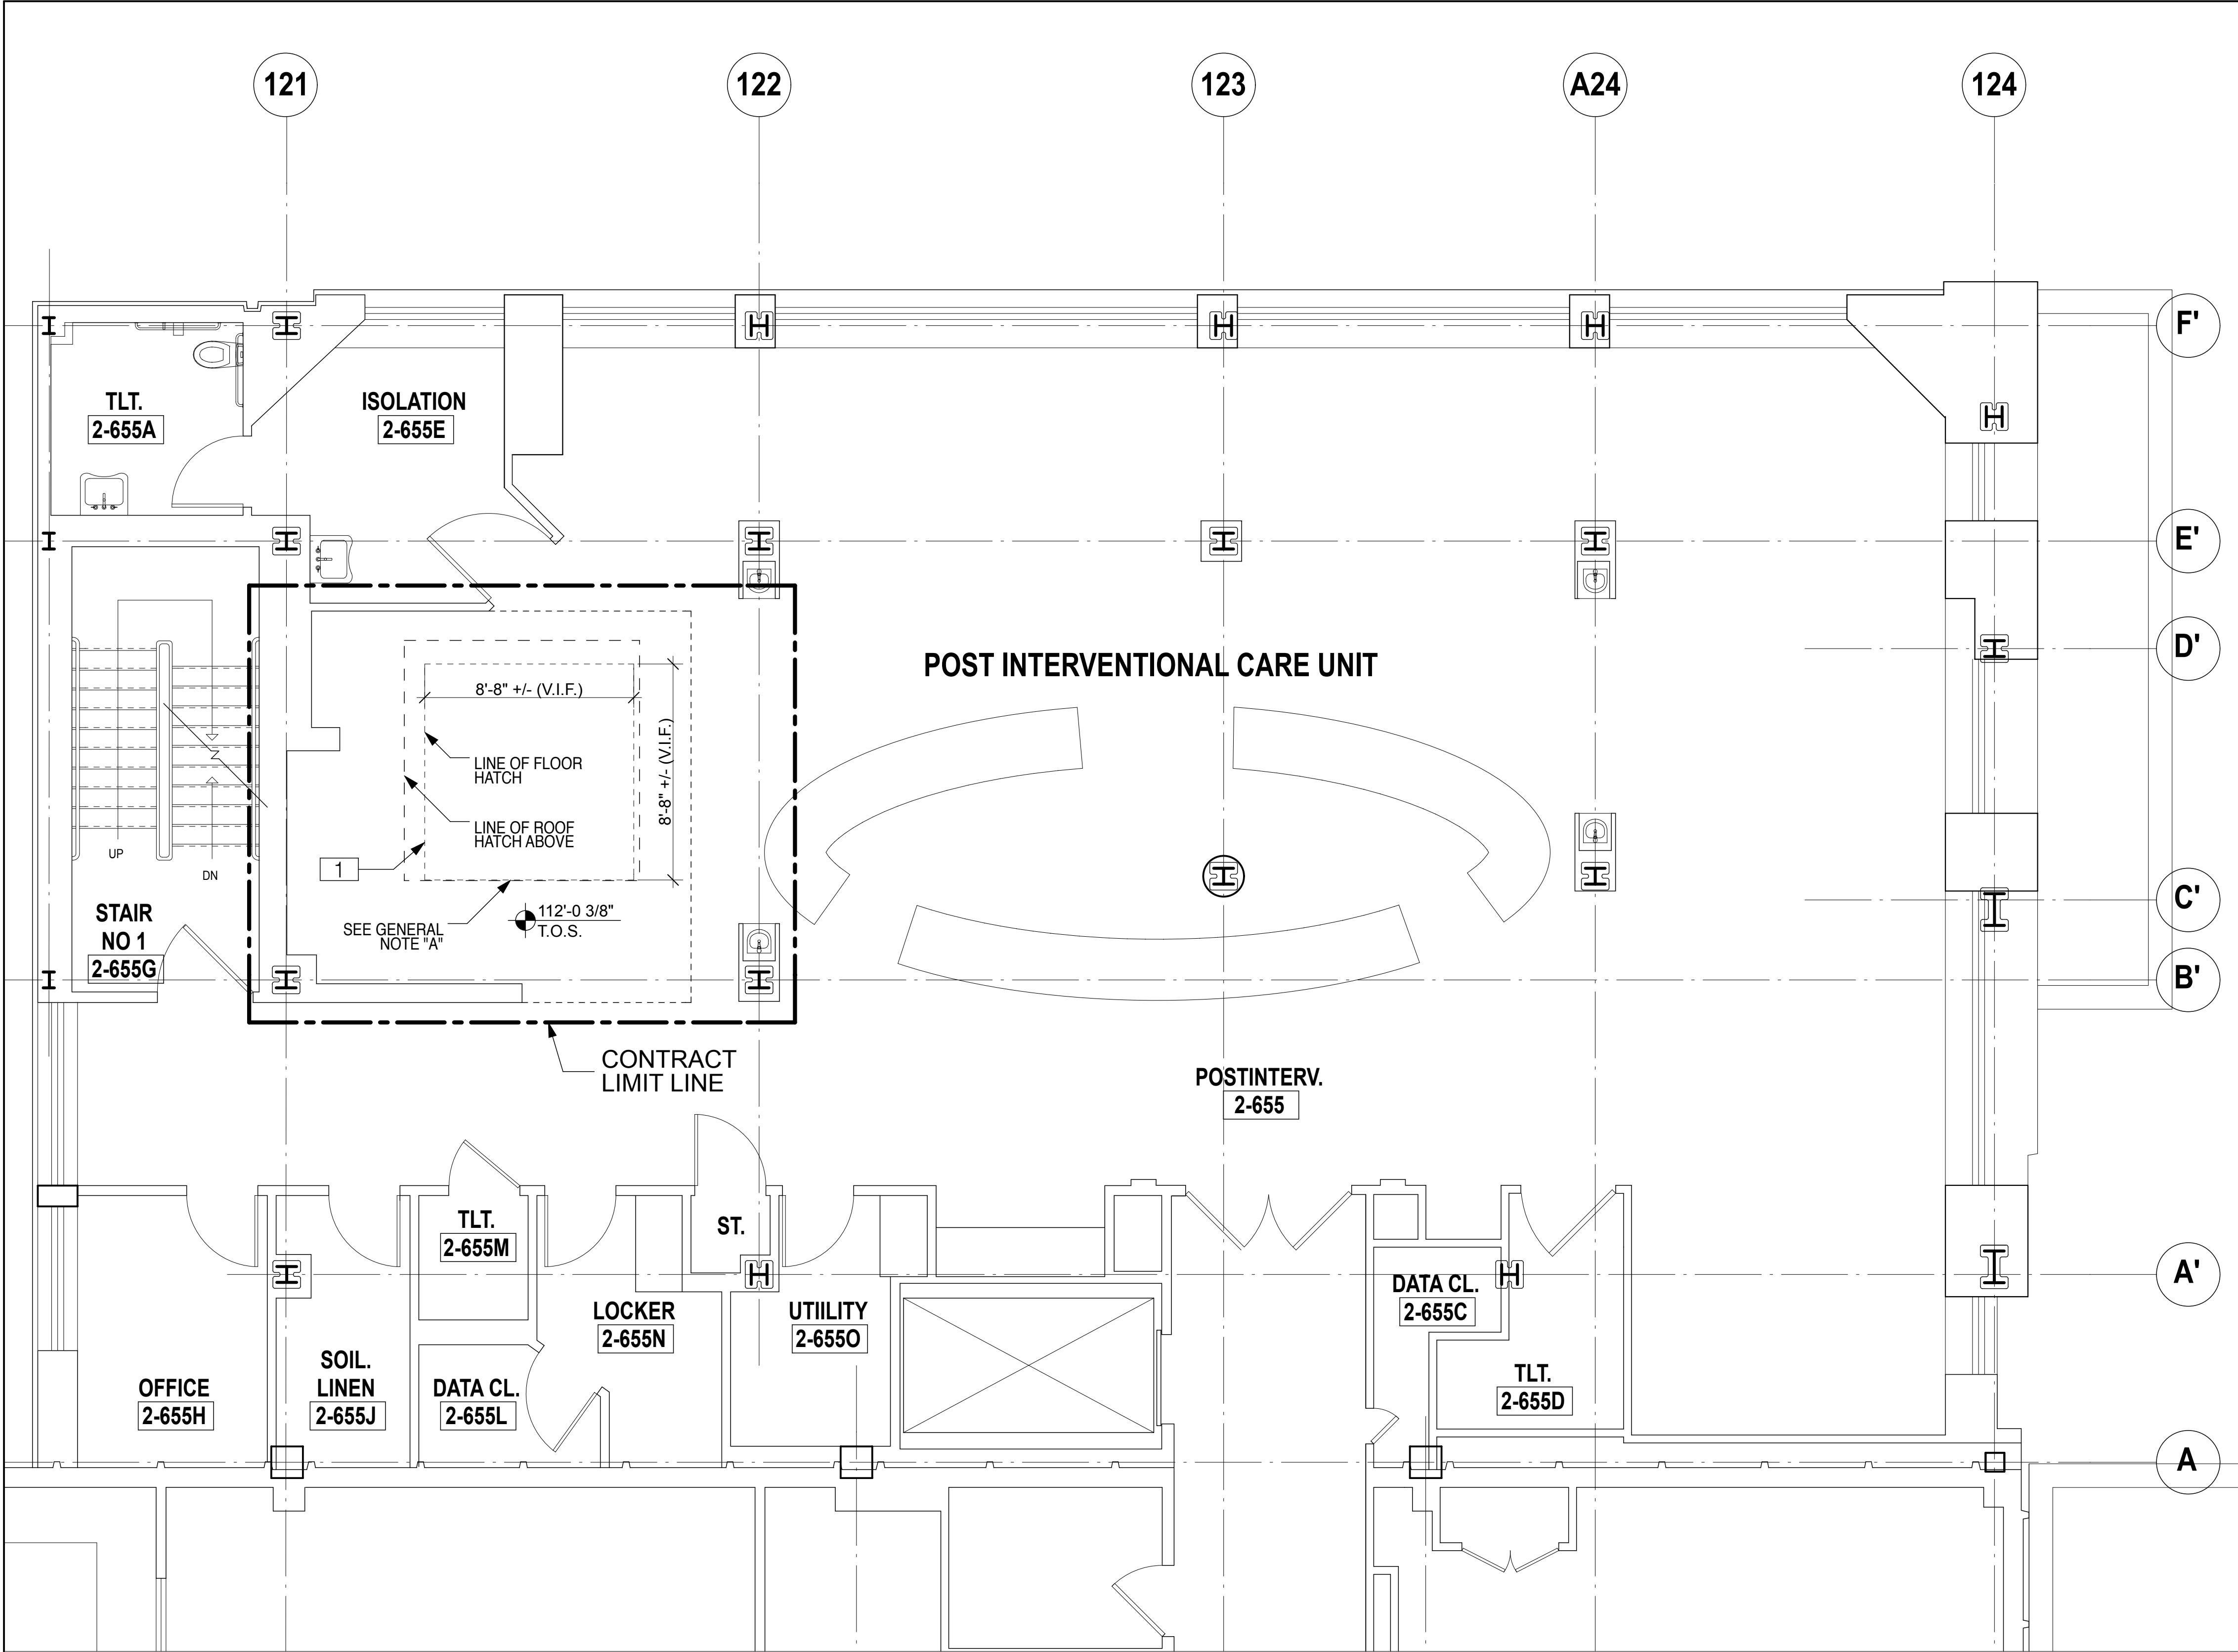 121
122
123
A24
124
F'
TLT.
2-655A
ISOLATION
2-655E
E'
D'
POST INTERVENTIONAL CARE UNIT
8'-8" +/- (V.I.F.)
8'-8" +/- (V.I.F.)
LINE OF FLOOR
HATCH
LINE OF ROOF
HATCH ABOVE
1
UP
DN
STAIR
NO 1
2-655G
SEE GENERAL
NOTE "A"
112'-0 3/8"
T.O.S.
C'
B'
CONTRACT
LIMIT LINE
POSTINTERV.
2-655
TLT.
2-655M
ST.
A'
LOCKER
2-655N
UTIILITY
2-655O
DATA CL.
2-655C
OFFICE
2-655H
SOIL.
LINEN
2-655J
DATA CL.
2-655L
TLT.
2-655D
A